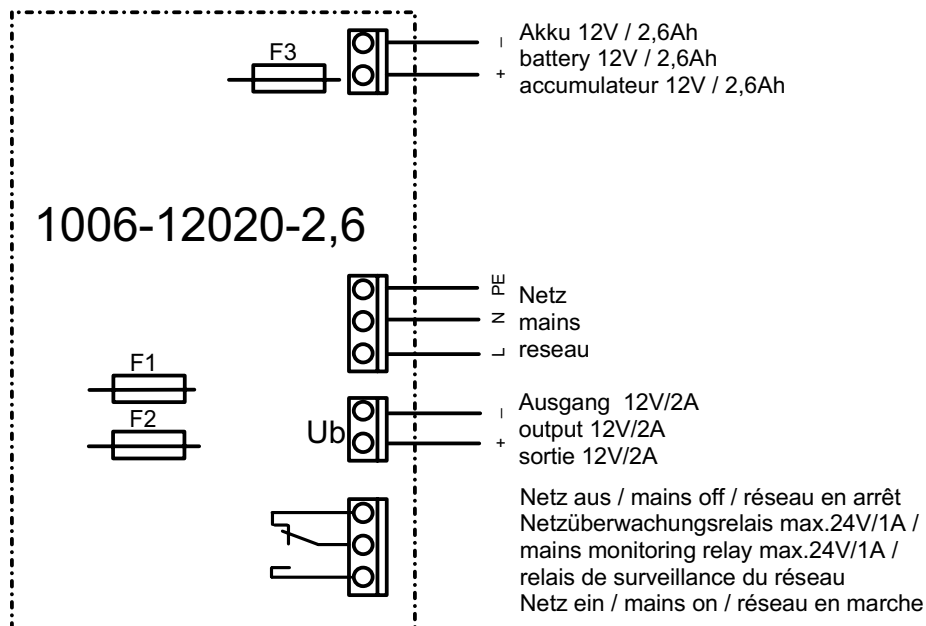 F3
–
+
Akku 12V / 2,6Ah
battery 12V / 2,6Ah
accumulateur 12V / 2,6Ah
1006-12020-2,6
PE
N
L
Netz
mains
reseau
F1
F2
Ub
–
+
Ausgang 12V/2A
output 12V/2A
sortie 12V/2A
Netz aus / mains off / réseau en arrêt
Netzüberwachungsrelais max.24V/1A /
mains monitoring relay max.24V/1A /
relais de surveillance du réseau
Netz ein / mains on / réseau en marche